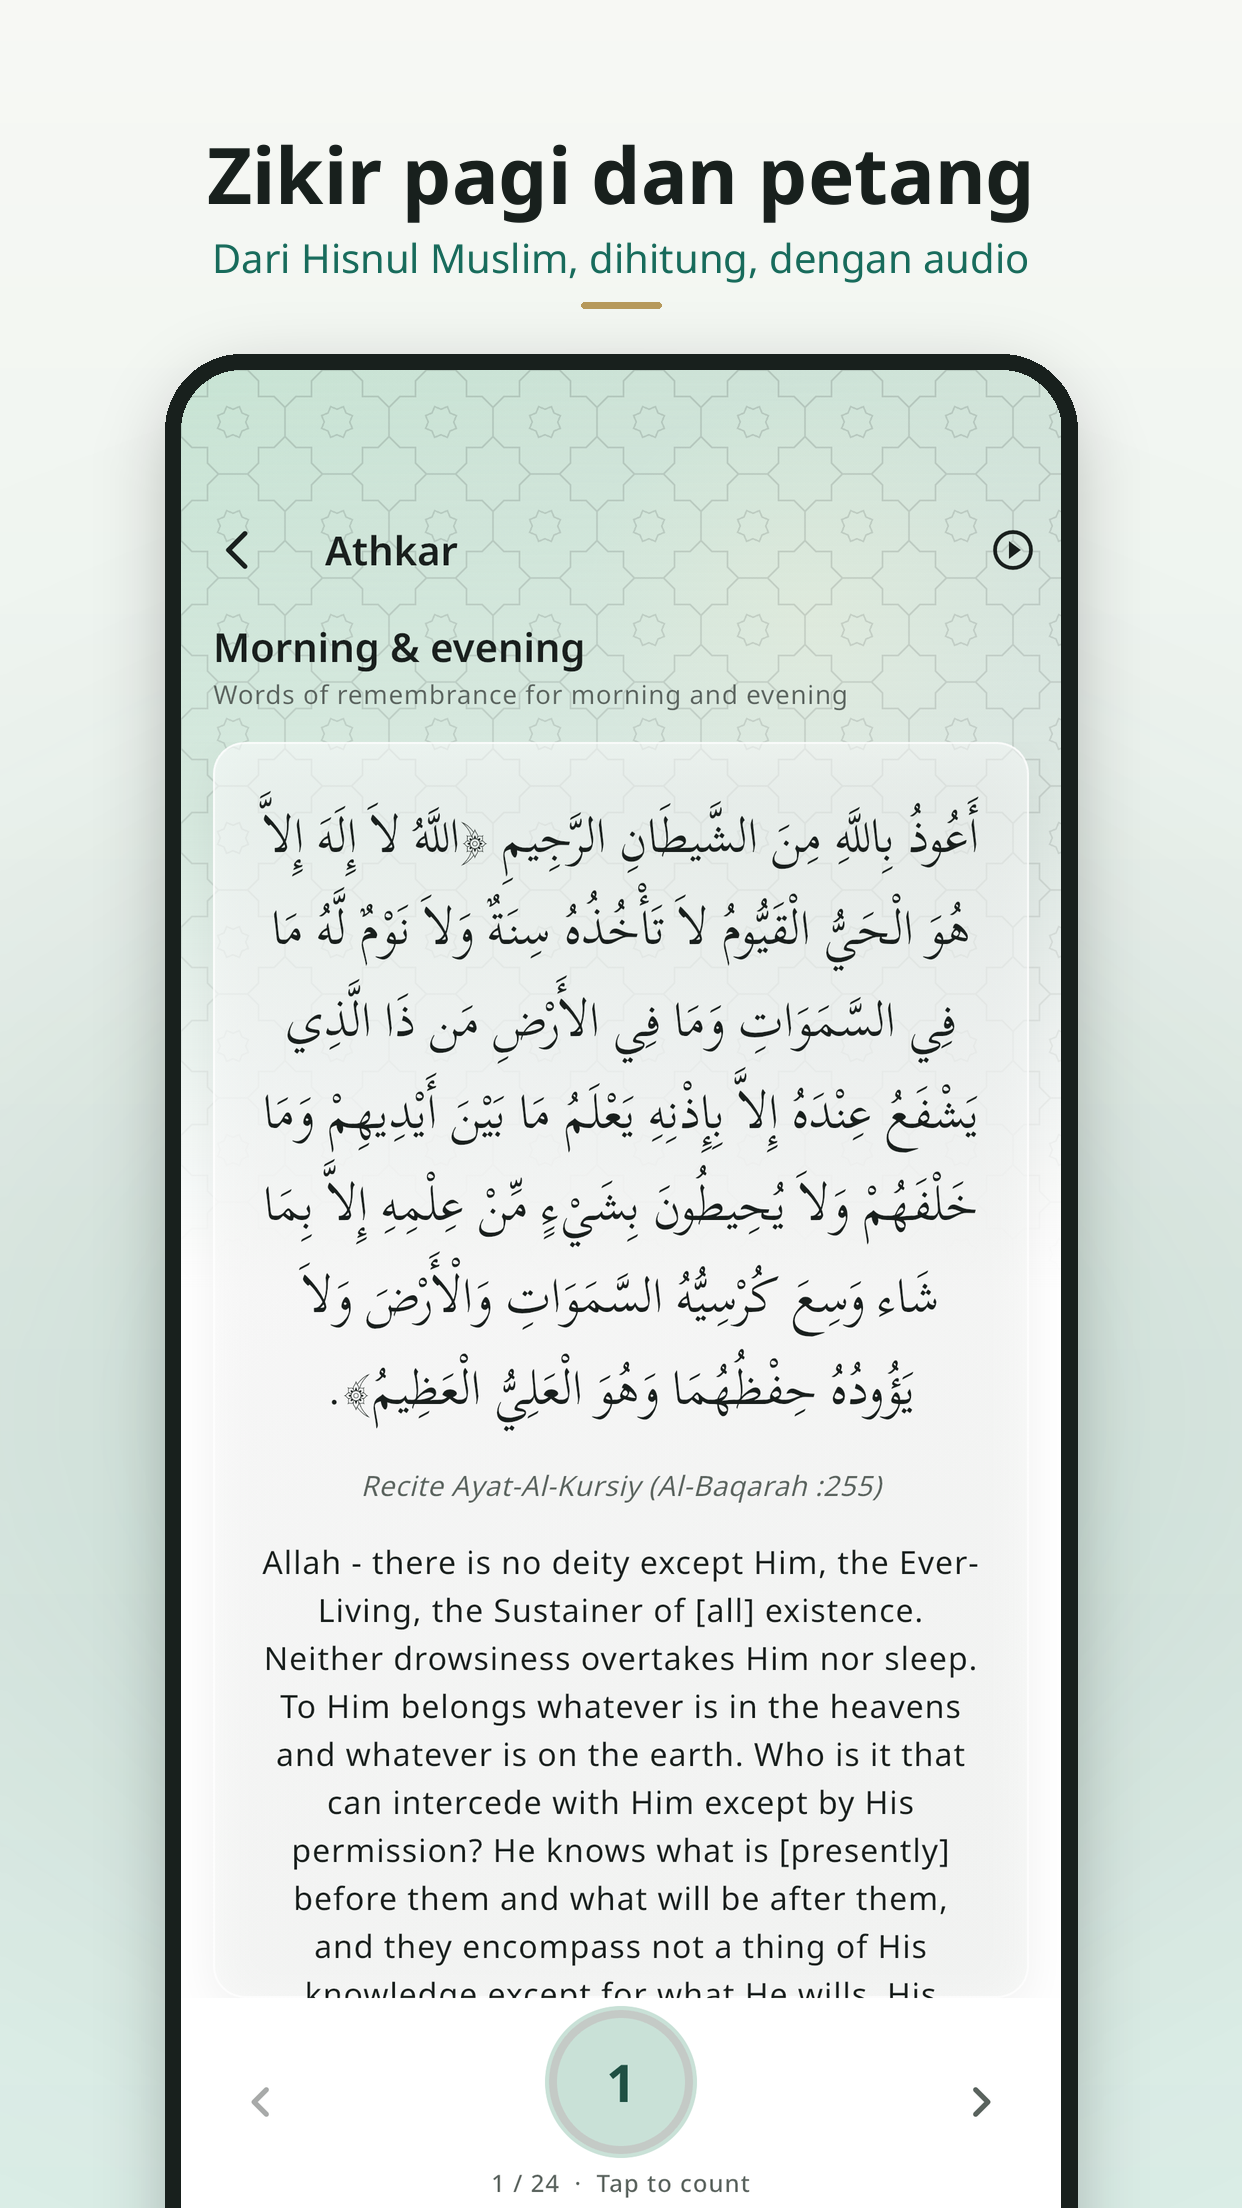 Zikir pagi dan petang
Dari Hisnul Muslim, dihitung, dengan audio
Athkar
Morning & evening
Words of remembrance for morning and evening
أَعُوذُ بِاللَّهِ مِنَ الشَّيطَانِ الرَّجِيمِ ﴿اللَّهُ لاَ إِلَهَ إِلاَّ
هُوَ الْحَيُّ الْقَيُّومُ لاَ تَأْخُذُهُ سِنَةٌ وَلاَ نَوْمٌ لَّهُ مَا
فِي السَّمَوَاتِ وَمَا فِي الأَرْضِ مَن ذَا الَّذِي
يَشْفَعُ عِنْدَهُ إِلاَّ بِإِذْنِهِ يَعْلَمُ مَا بَيْنَ أَيْدِيهِمْ وَمَا
خَلْفَهُمْ وَلاَ يُحِيطُونَ بِشَيْءٍ مِّنْ عِلْمِهِ إِلاَّ بِمَا
شَاء وَسِعَ كُرْسِيُّهُ السَّمَوَاتِ وَالْأَرْضَ وَلاَ
يَؤُودُهُ حِفْظُهُمَا وَهُوَ الْعَلِيُّ الْعَظِيمُ﴾.
Recite Ayat-Al-Kursiy (Al-Baqarah :255)
Allah - there is no deity except Him, the Ever-
Living, the Sustainer of [all] existence.
Neither drowsiness overtakes Him nor sleep.
To Him belongs whatever is in the heavens
and whatever is on the earth. Who is it that
can intercede with Him except by His
permission? He knows what is [presently]
before them and what will be after them,
and they encompass not a thing of His
knowledge except for what He wills. His
1
1 / 24 · Tap to count